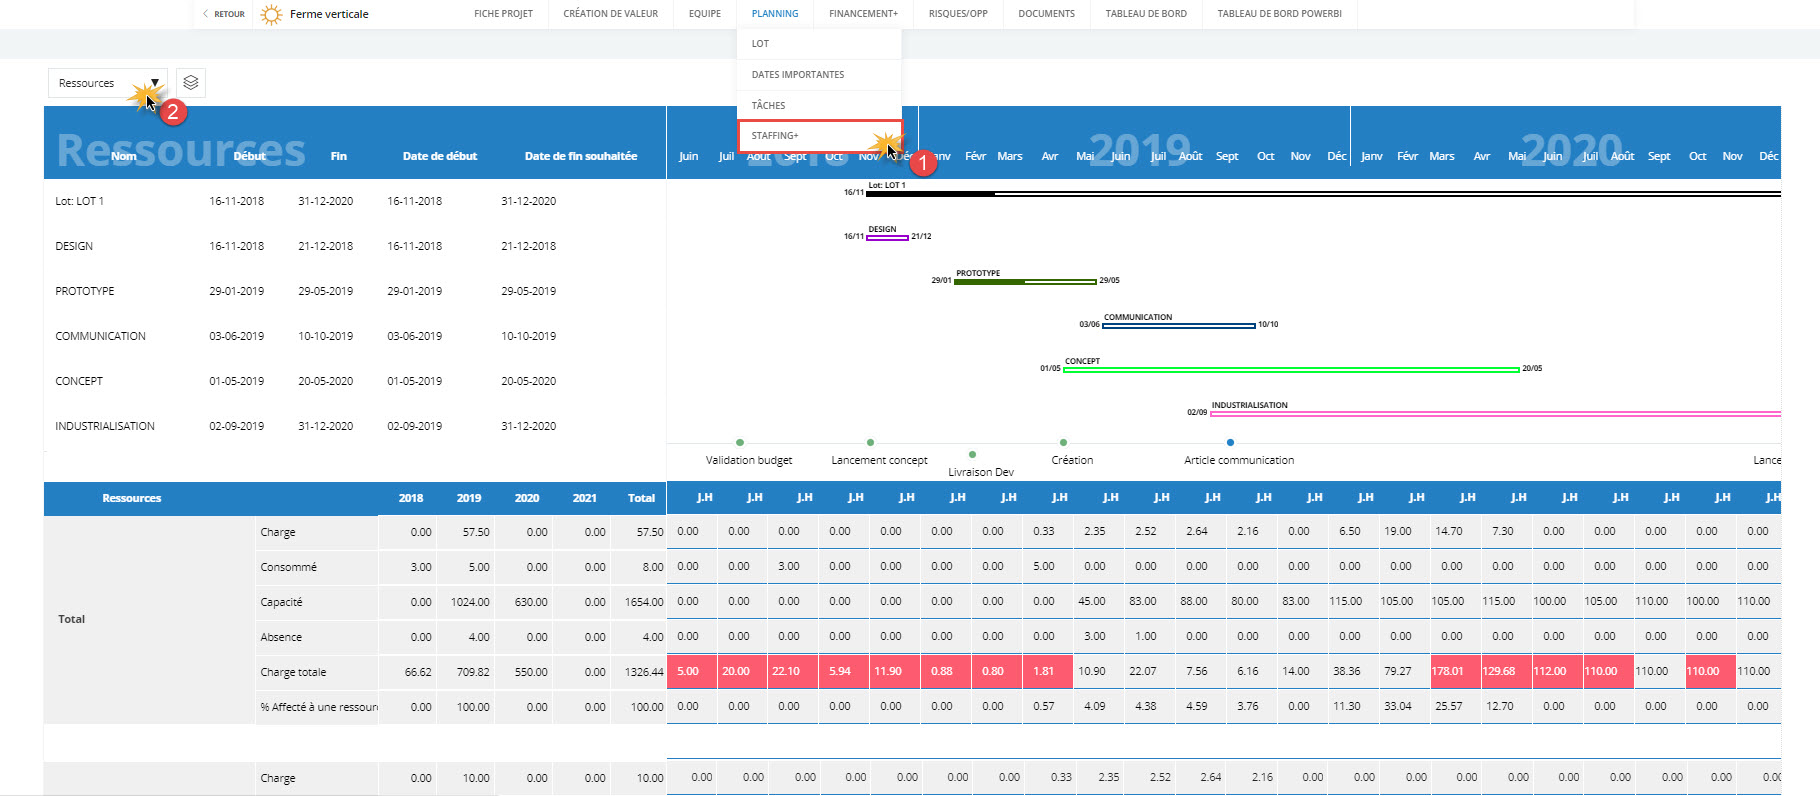 RETOUR Ferme verticale FICHE PROJET CRÉATION DE VALEUR EQUIPE PLANNING FINANCEMENT+ RISQUES/OPP DOCUMENTS TABLEAU DE BORD TABLEAU DE BORD POWERBI
LOT
DATES IMPORTANTES
TÂCHES
STAFFING+
Ressources
2
1
Ressources 2019 2020
Nom Début Fin Date de début Date de fin souhaitée Juin Juil Août Sept Oct Nov Déc Janv Févr Mars Avr Mai Juin Juil Août Sept Oct Nov Déc Janv Févr Mars Avr Mai Juin Juil Août Sept Oct Nov Déc
Lot: LOT 1 16-11-2018 31-12-2020 16-11-2018 31-12-2020
Lot: LOT 1
16/11
DESIGN 16-11-2018 21-12-2018 16-11-2018 21-12-2018
DESIGN
16/11 21/12
PROTOTYPE 29-01-2019 29-05-2019 29-01-2019 29-05-2019
PROTOTYPE
29/01 29/05
COMMUNICATION 03-06-2019 10-10-2019 03-06-2019 10-10-2019
COMMUNICATION
03/06 10/10
CONCEPT 01-05-2019 20-05-2020 01-05-2019 20-05-2020
CONCEPT
01/05 20/05
INDUSTRIALISATION 02-09-2019 31-12-2020 02-09-2019 31-12-2020
INDUSTRIALISATION
02/09
Validation budget Lancement concept Livraison Dev Création Article communication Lance
Ressources 2018 2019 2020 2021 Total J.H J.H J.H J.H J.H J.H J.H J.H J.H J.H J.H J.H J.H J.H J.H J.H J.H J.H J.H J.H J.H J.H
Total
Charge 0.00 57.50 0.00 0.00 57.50 0.00 0.00 0.00 0.00 0.00 0.00 0.00 0.33 2.35 2.52 2.64 2.16 0.00 6.50 19.00 14.70 7.30 0.00 0.00 0.00 0.00 0.00
Consommé 3.00 5.00 0.00 0.00 8.00 0.00 0.00 3.00 0.00 0.00 0.00 0.00 5.00 0.00 0.00 0.00 0.00 0.00 0.00 0.00 0.00 0.00 0.00 0.00 0.00 0.00 0.00
Capacité 0.00 1024.00 630.00 0.00 1654.00 0.00 0.00 0.00 0.00 0.00 0.00 0.00 0.00 45.00 83.00 88.00 80.00 83.00 115.00 105.00 105.00 115.00 100.00 105.00 110.00 100.00 110.00
Absence 0.00 4.00 0.00 0.00 4.00 0.00 0.00 0.00 0.00 0.00 0.00 0.00 0.00 3.00 1.00 0.00 0.00 0.00 0.00 0.00 0.00 0.00 0.00 0.00 0.00 0.00 0.00
Charge totale 66.62 709.82 550.00 0.00 1326.44 5.00 20.00 22.10 5.94 11.90 0.88 0.80 1.81 10.90 22.07 7.56 6.16 14.00 38.36 79.27 178.01 129.68 112.00 110.00 110.00 110.00 110.00
% Affecté à une ressour 0.00 100.00 0.00 0.00 100.00 0.00 0.00 0.00 0.00 0.00 0.00 0.00 0.57 4.09 4.38 4.59 3.76 0.00 11.30 33.04 25.57 12.70 0.00 0.00 0.00 0.00 0.00
Charge 0.00 10.00 0.00 0.00 10.00 0.00 0.00 0.00 0.00 0.00 0.00 0.00 0.33 2.35 2.52 2.64 2.16 0.00 0.00 0.00 0.00 0.00 0.00 0.00 0.00 0.00 0.00